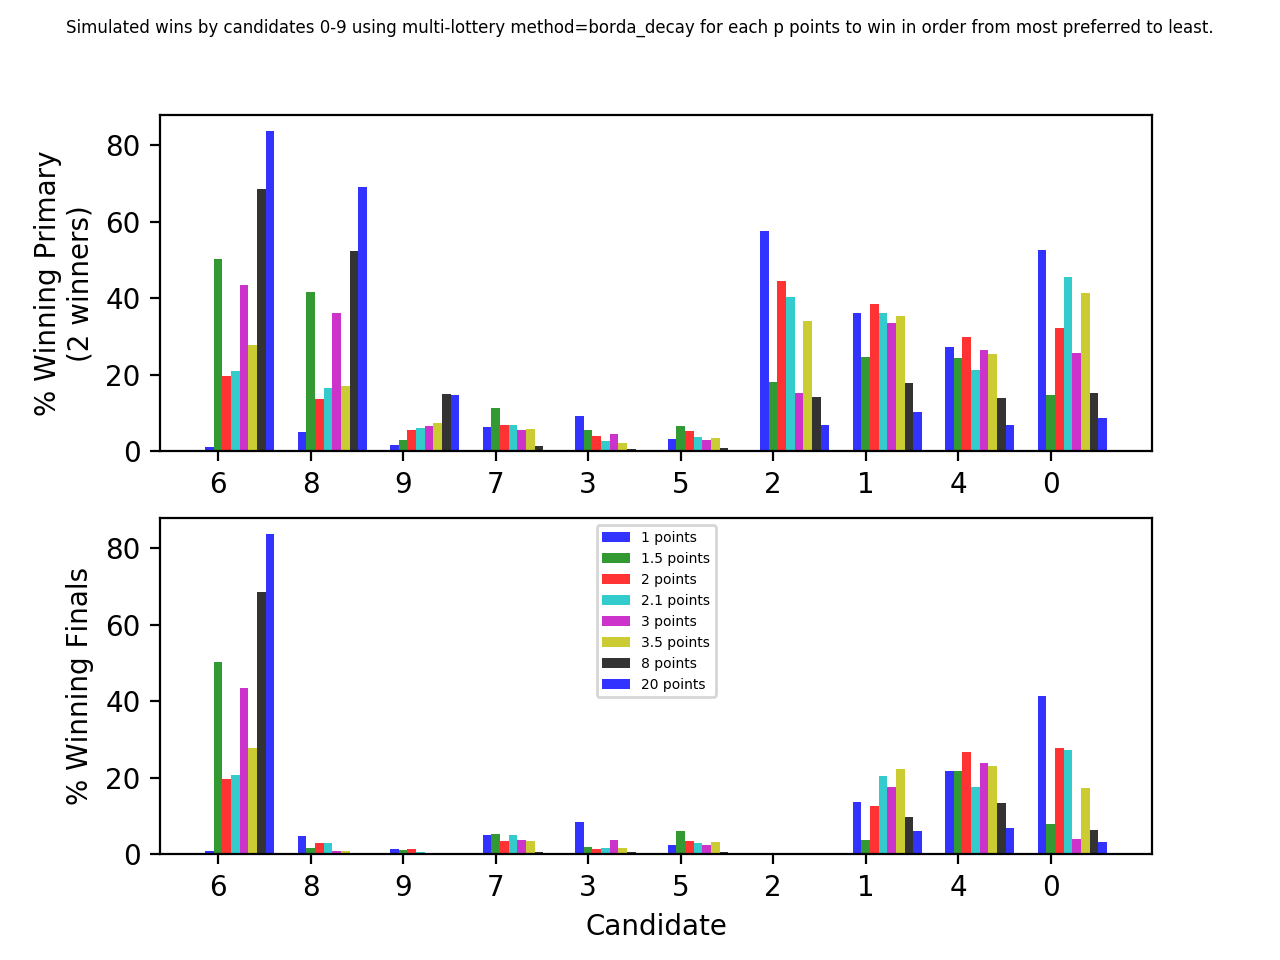 Simulated wins by candidates 0-9 using multi-lottery method=borda_decay for each p points to win in order from most preferred to least.
% Winning Primary
(2 winners)
80
60
40
20
0
6 8 9 7 3 5 2 1 4 0
% Winning Finals
80
60
40
20
0
1 points
1.5 points
2 points
2.1 points
3 points
3.5 points
8 points
20 points
6 8 9 7 3 5 2 1 4 0
Candidate